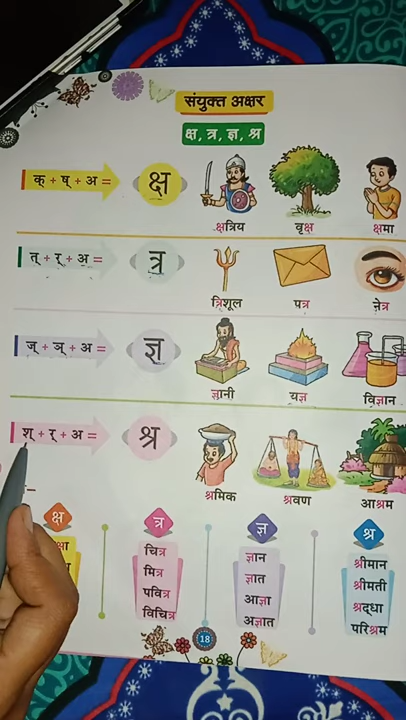 संयुक्त अक्षर
क्ष, त्र, ज्ञ, श्र
क् + ष् + अ =
क्ष
क्षत्रिय वृक्ष क्षमा
त् + र् + अ =
त्र
त्रिशूल पत्र नेत्र
ज् + ञ् + अ =
ज्ञ
ज्ञानी यज्ञ विज्ञान
श् + र् + अ =
श्र
श्रमिक श्रवण आश्रम
क्ष त्र ज्ञ श्र
चित्र ज्ञान श्रीमान
मित्र ज्ञात श्रीमती
पवित्र आज्ञा श्रद्धा
विचित्र अज्ञात परिश्रम
18